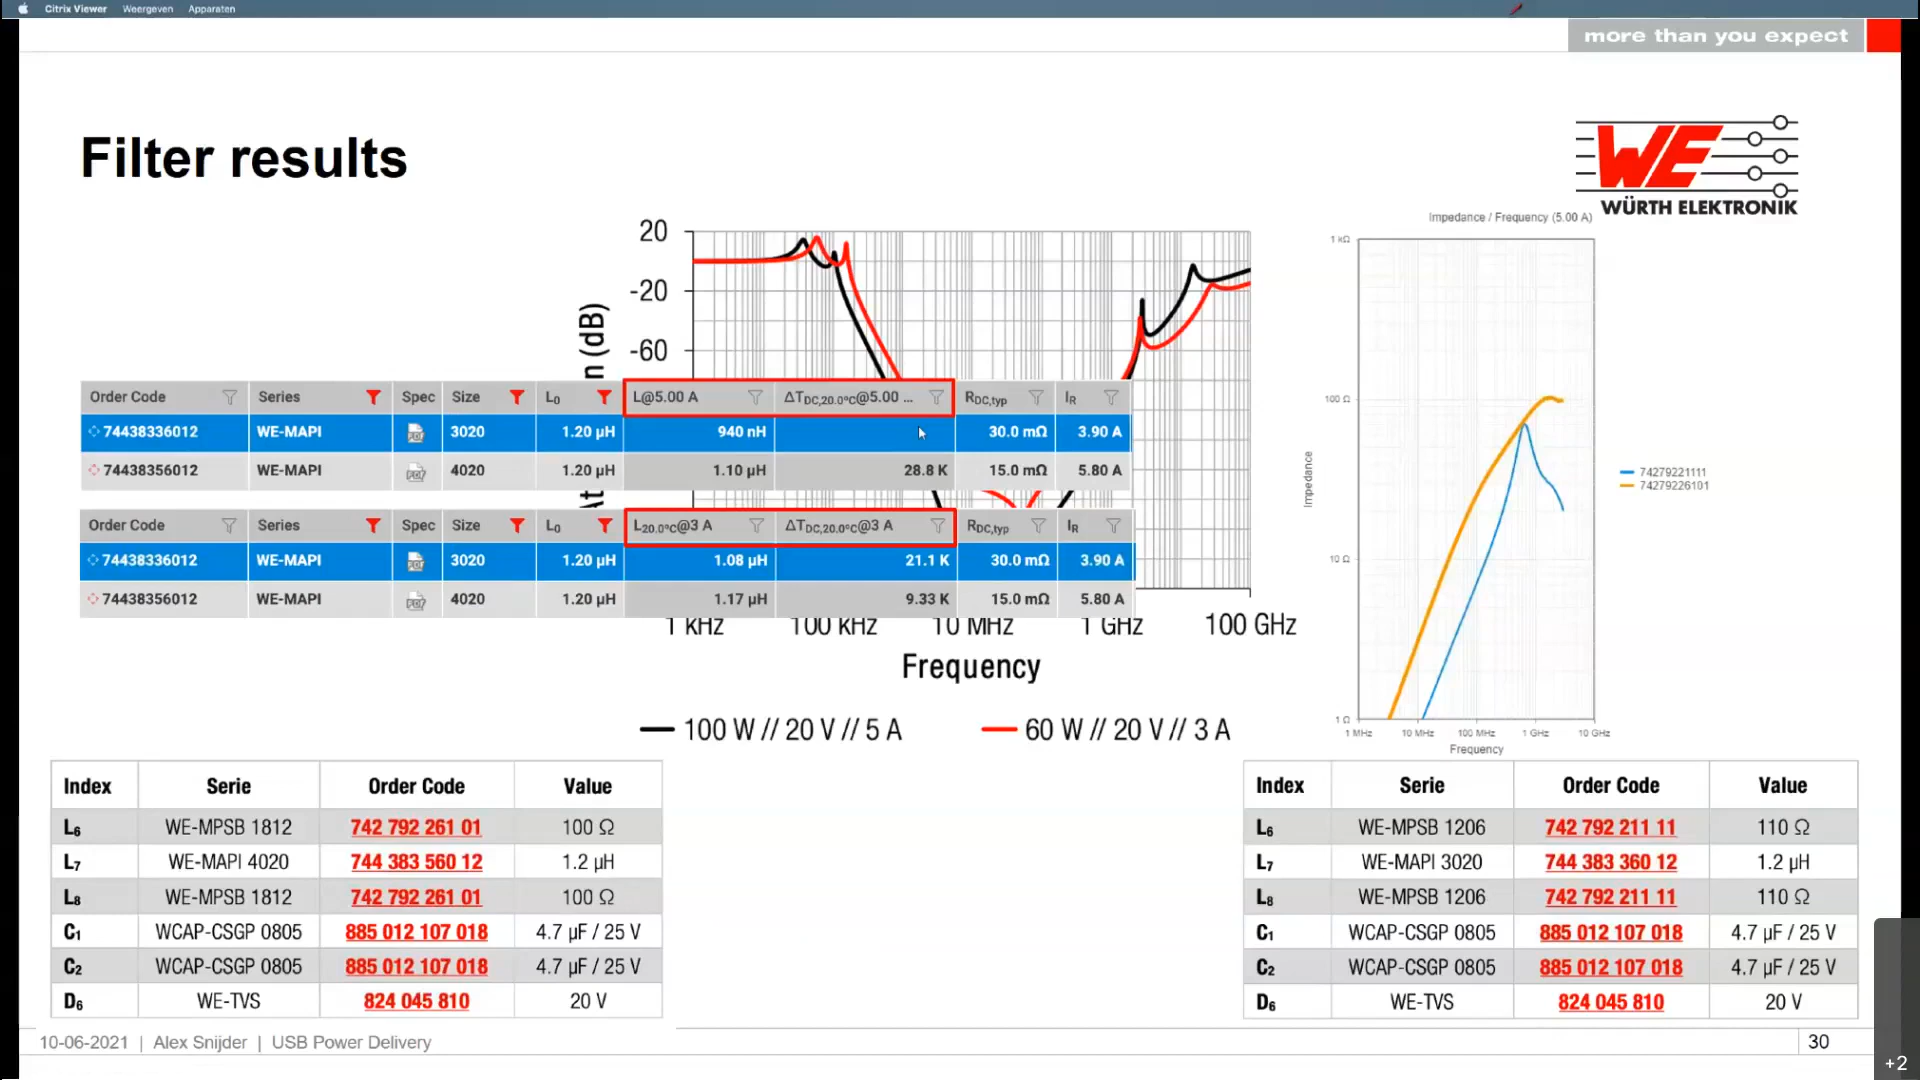 Citrix Viewer Weergeven Apparaten
more than you expect
Filter results
WE
WÜRTH ELEKTRONIK
20
-20
-60
n (dB)
At
Order Code Series Spec Size L0 L@5.00 A ΔTDC,20.0°C@5.00 ... RDC,typ IR
74438336012 WE-MAPI PDF 3020 1.20 µH 940 nH 30.0 mΩ 3.90 A
74438356012 WE-MAPI PDF 4020 1.20 µH 1.10 µH 28.8 K 15.0 mΩ 5.80 A
Order Code Series Spec Size L0 L20.0°C@3 A ΔTDC,20.0°C@3 A RDC,typ IR
74438336012 WE-MAPI PDF 3020 1.20 µH 1.08 µH 21.1 K 30.0 mΩ 3.90 A
74438356012 WE-MAPI PDF 4020 1.20 µH 1.17 µH 9.33 K 15.0 mΩ 5.80 A
1 kHz 100 kHz 10 MHz 1 GHz 100 GHz
Frequency
100 W // 20 V // 5 A 60 W // 20 V // 3 A
Impedance / Frequency (5.00 A)
1 kΩ
100 Ω
10 Ω
1 Ω
Impedance
1 MHz 10 MHz 100 MHz 1 GHz 10 GHz
Frequency
74279221111
74279226101
Index Serie Order Code Value
L6 WE-MPSB 1812 742 792 261 01 100 Ω
L7 WE-MAPI 4020 744 383 560 12 1.2 µH
L8 WE-MPSB 1812 742 792 261 01 100 Ω
C1 WCAP-CSGP 0805 885 012 107 018 4.7 µF / 25 V
C2 WCAP-CSGP 0805 885 012 107 018 4.7 µF / 25 V
D6 WE-TVS 824 045 810 20 V
Index Serie Order Code Value
L6 WE-MPSB 1206 742 792 211 11 110 Ω
L7 WE-MAPI 3020 744 383 360 12 1.2 µH
L8 WE-MPSB 1206 742 792 211 11 110 Ω
C1 WCAP-CSGP 0805 885 012 107 018 4.7 µF / 25 V
C2 WCAP-CSGP 0805 885 012 107 018 4.7 µF / 25 V
D6 WE-TVS 824 045 810 20 V
10-06-2021 | Alex Snijder | USB Power Delivery
30
+2